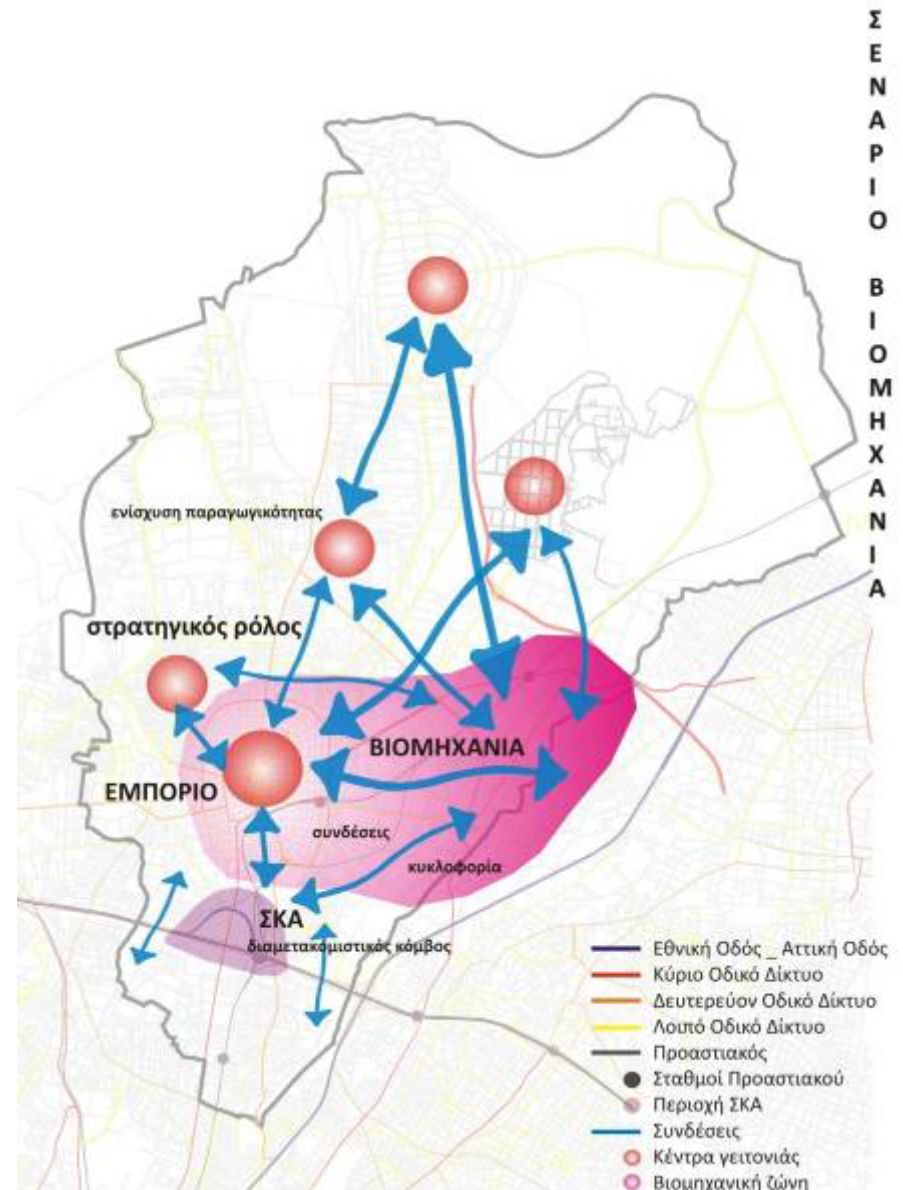 ΣΕΝΑΡΙΟ ΒΙΟΜΗΧΑΝΙΑ
ενίσχυση παραγωγικότητας
στρατηγικός ρόλος
ΒΙΟΜΗΧΑΝΙΑ
ΕΜΠΟΡΙΟ
συνδέσεις
κυκλοφορία
ΣΚΑ
διαμετακομιστικός κόμβος
Εθνική Οδός _ Αττική Οδός
Κύριο Οδικό Δίκτυο
Δευτερεύον Οδικό Δίκτυο
Λοιπό Οδικό Δίκτυο
Προαστιακός
Σταθμοί Προαστιακού
Περιοχή ΣΚΑ
Συνδέσεις
Κέντρα γειτονιάς
Βιομηχανική ζώνη